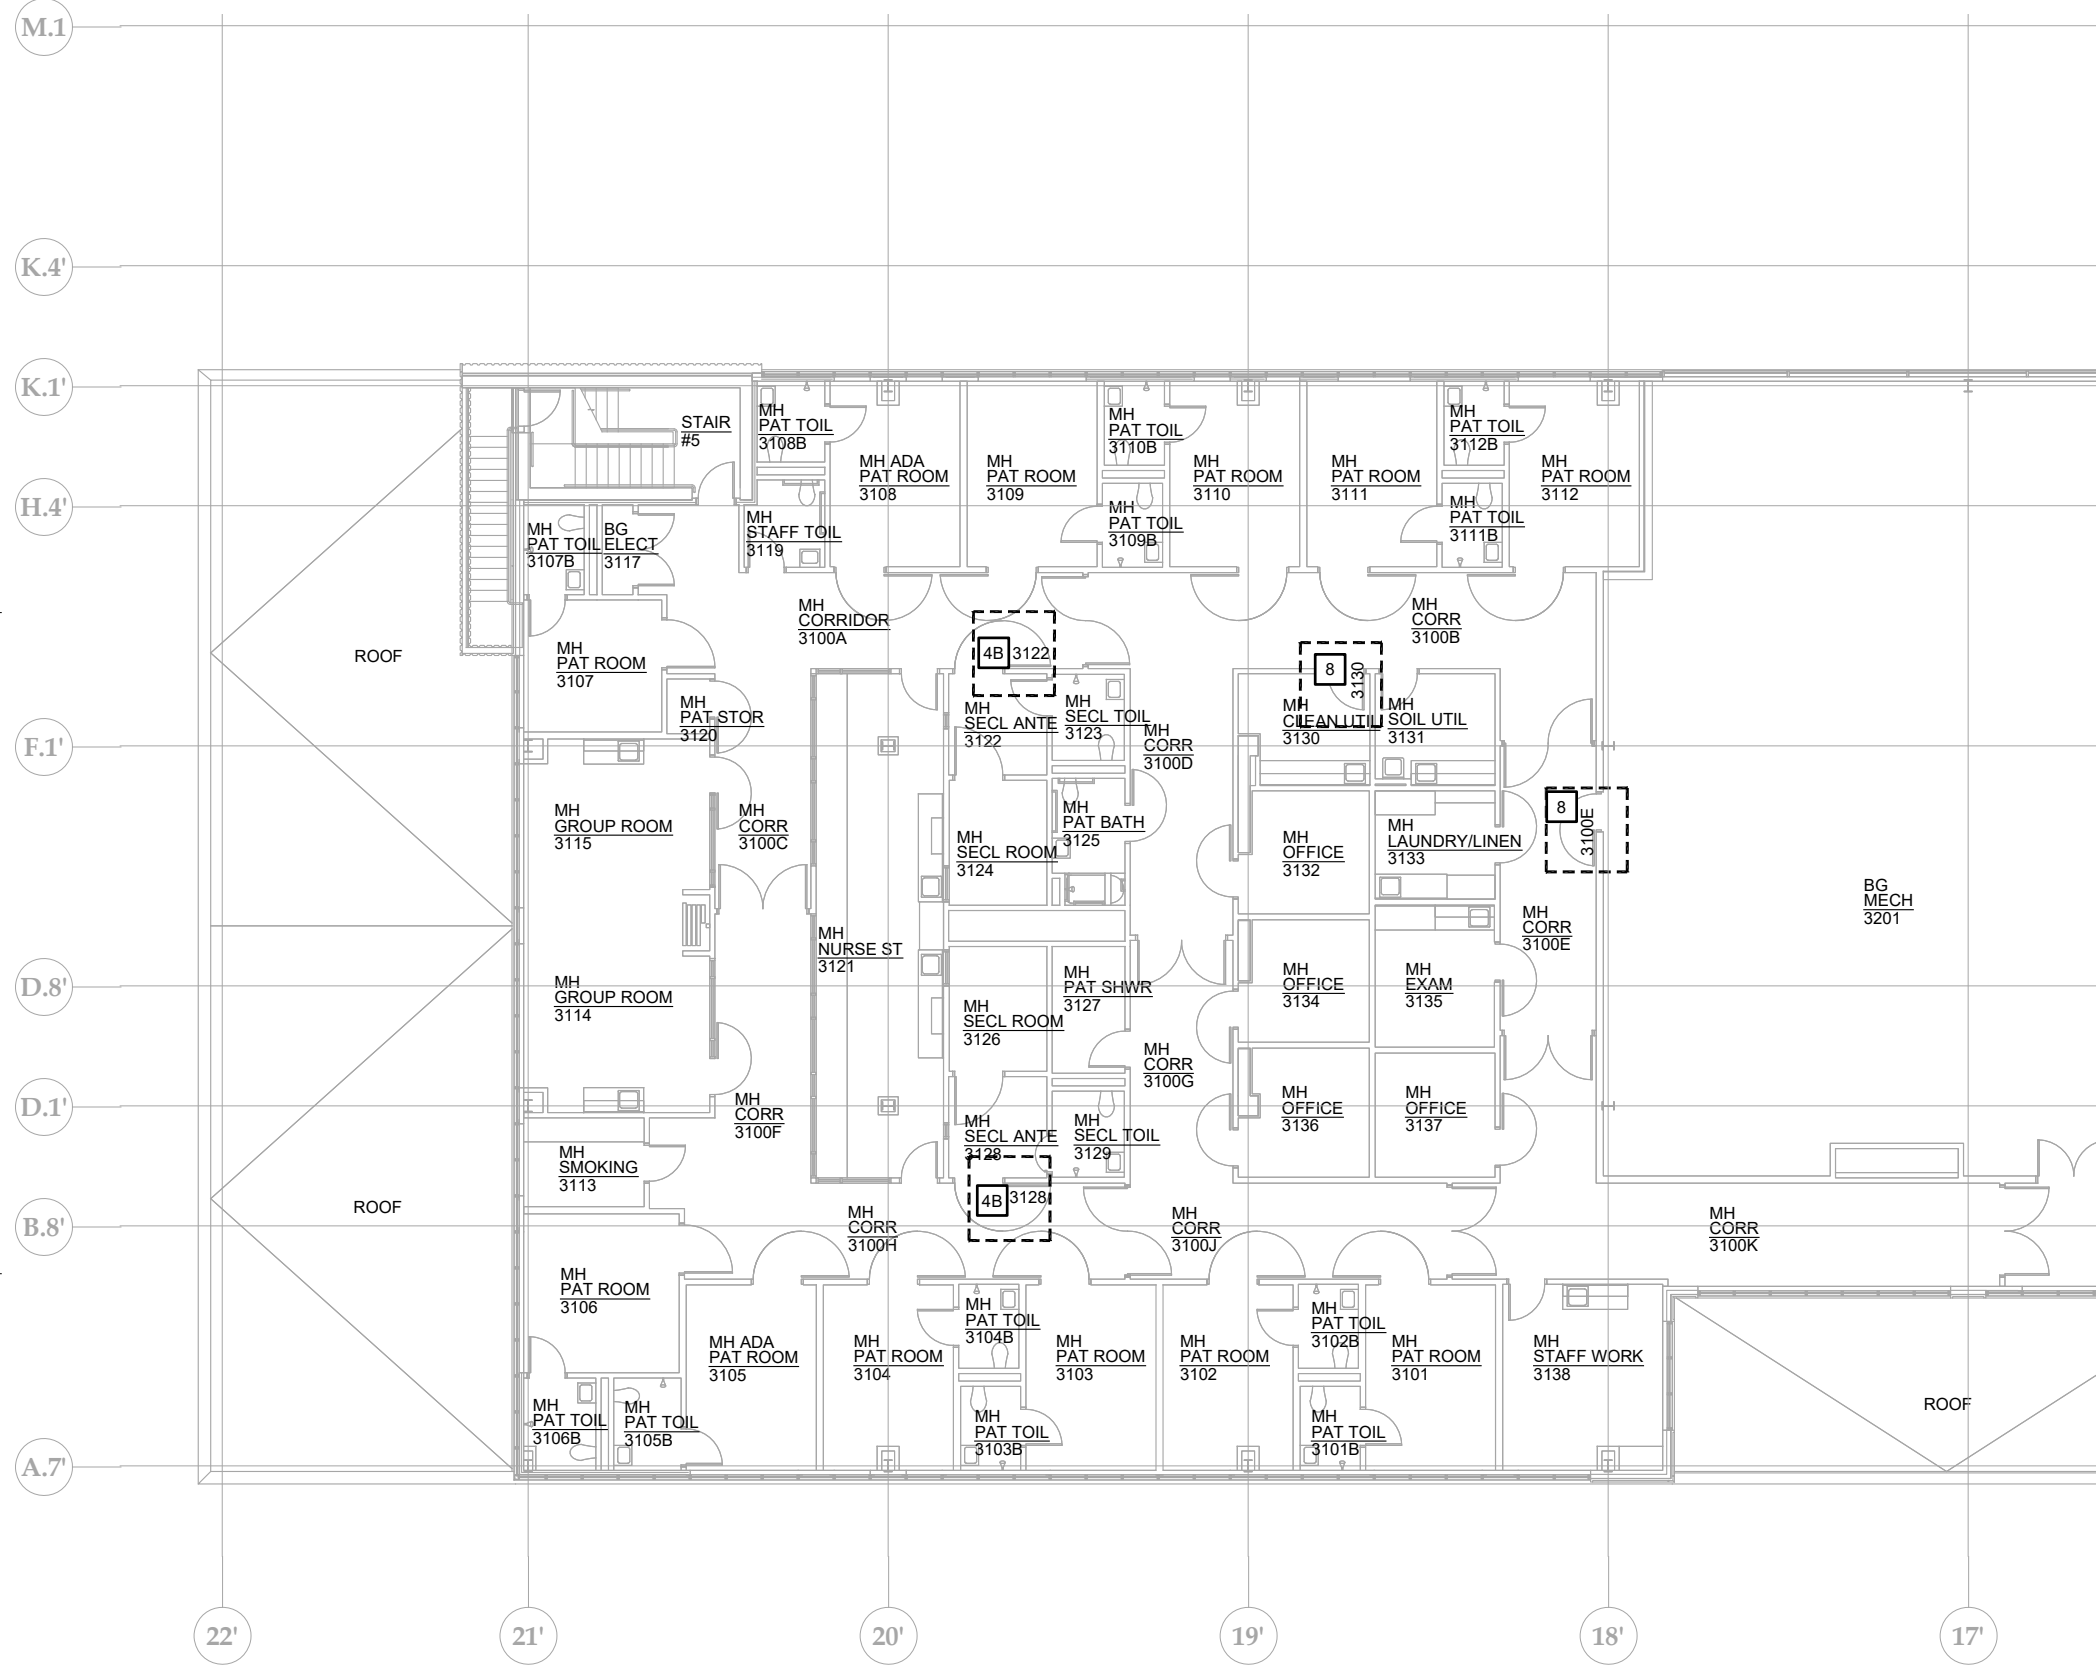 M.1
K.4'
K.1'
STAIR
#5
MH
PAT TOIL
3108B
MH
PAT TOIL
3110B
MH
PAT TOIL
3112B
MH ADA
PAT ROOM
3108
MH
PAT ROOM
3109
MH
PAT ROOM
3110
MH
PAT ROOM
3111
MH
PAT ROOM
3112
H.4'
MH
PAT TOIL
3107B
BG
ELECT
3117
MH
STAFF TOIL
3119
MH
PAT TOIL
3109B
MH
PAT TOIL
3111B
MH
CORRIDOR
3100A
MH
CORR
3100B
ROOF
MH
PAT ROOM
3107
4B
3122
8
3130
MH
PAT STOR
3120
MH
SECL ANTE
3122
MH
SECL TOIL
3123
MH
CORR
3100D
MH
CLEAN UTIL
3130
MH
SOIL UTIL
3131
F.1'
MH
GROUP ROOM
3115
MH
CORR
3100C
MH
SECL ROOM
3124
MH
PAT BATH
3125
MH
OFFICE
3132
MH
LAUNDRY/LINEN
3133
8
3100E
BG
MECH
3201
MH
NURSE ST
3121
MH
CORR
3100E
D.8'
MH
GROUP ROOM
3114
MH
SECL ROOM
3126
MH
PAT SHWR
3127
MH
OFFICE
3134
MH
EXAM
3135
MH
CORR
3100G
D.1'
MH
CORR
3100F
MH
SECL ANTE
3128
MH
SECL TOIL
3129
MH
OFFICE
3136
MH
OFFICE
3137
MH
SMOKING
3113
ROOF
4B
3128
B.8'
MH
CORR
3100H
MH
CORR
3100J
MH
CORR
3100K
MH
PAT ROOM
3106
MH ADA
PAT ROOM
3105
MH
PAT ROOM
3104
MH
PAT TOIL
3104B
MH
PAT ROOM
3103
MH
PAT ROOM
3102
MH
PAT TOIL
3102B
MH
PAT ROOM
3101
MH
STAFF WORK
3138
ROOF
MH
PAT TOIL
3106B
MH
PAT TOIL
3105B
MH
PAT TOIL
3103B
MH
PAT TOIL
3101B
A.7'
22'
21'
20'
19'
18'
17'